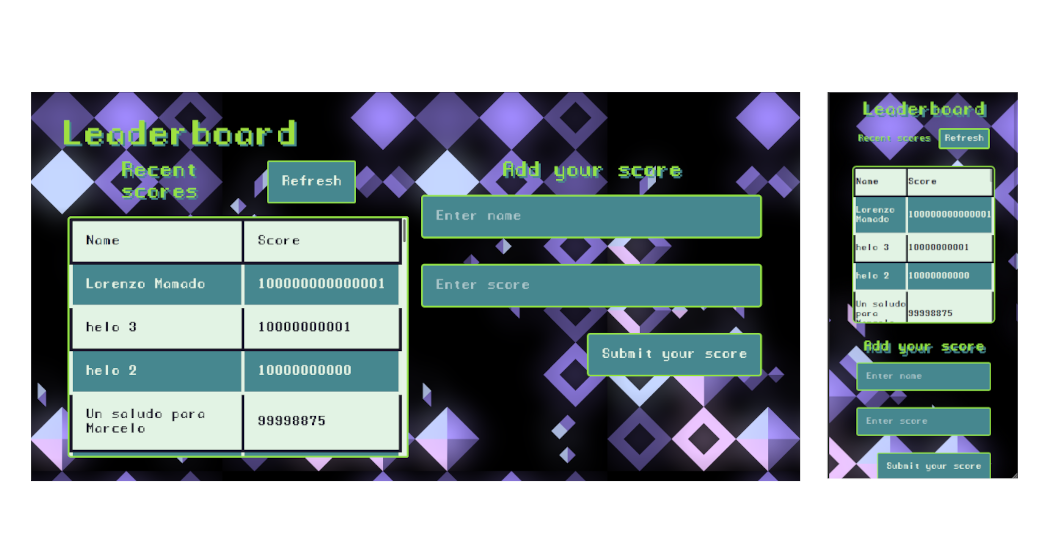 Leaderboard
Recent
scores
Refresh
Name Score
Lorenzo Mamado 100000000000001
helo 3 10000000001
helo 2 10000000000
Un saludo para
Marcelo
99998875
Add your score
Enter name
Enter score
Submit your score
Leaderboard
Recent scores Refresh
Name Score
Lorenzo
Mamado
100000000000001
helo 3 10000000001
helo 2 10000000000
Un saludo
para
Marcelo
99998875
Add your score
Enter name
Enter score
Submit your score